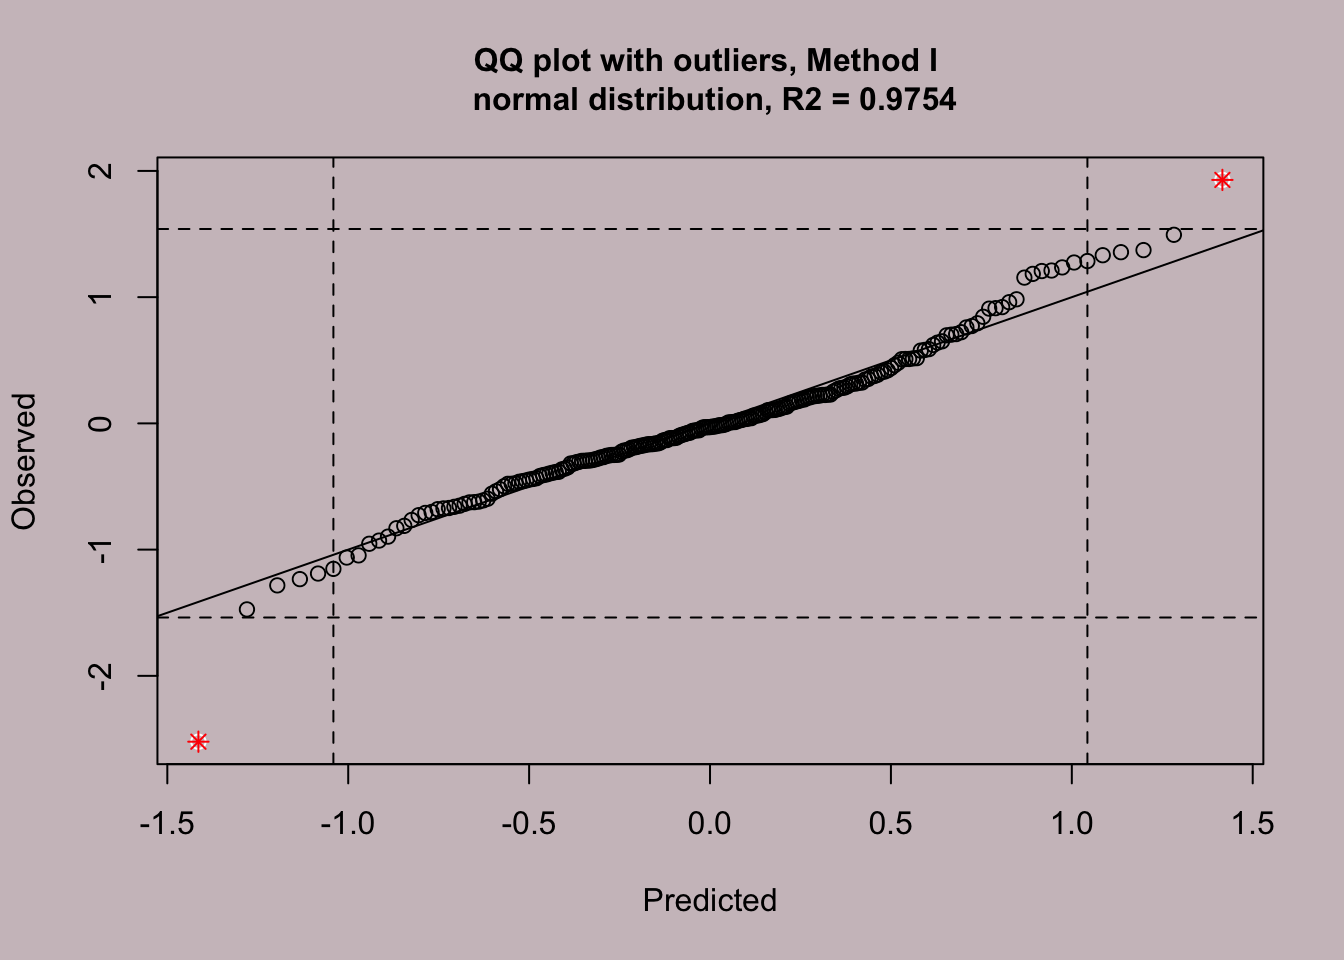 QQ plot with outliers, Method I
normal distribution, R2 = 0.9754
Observed
2
1
0
-1
-2
-1.5 -1.0 -0.5 0.0 0.5 1.0 1.5
Predicted